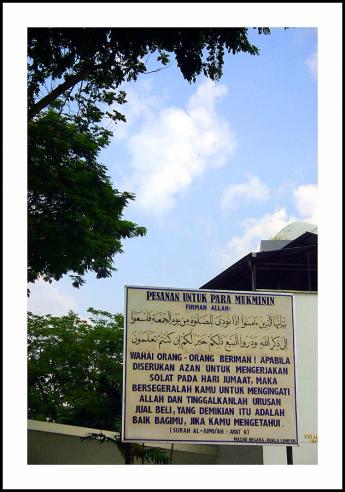 PESANAN UNTUK PARA MUKMININ
FIRMAN ALLAH:
يَا أَيُّهَا الَّذِينَ ءَامَنُوا إِذَا نُودِىَ لِلصَّلَوٰةِ مِن يَوْمِ الْجُمُعَةِ فَاسْعَوْا
إِلَىٰ ذِكْرِ اللَّهِ وَذَرُوا الْبَيْعَ ذَٰلِكُمْ خَيْرٌ لَّكُمْ إِن كُنتُمْ تَعْلَمُونَ
WAHAI ORANG - ORANG BERIMAN ! APABILA
DISERUKAN AZAN UNTUK MENGERJAKAN
SOLAT PADA HARI JUMAAT, MAKA
BERSEGERALAH KAMU UNTUK MENGINGATI
ALLAH DAN TINGGALKANLAH URUSAN
JUAL BELI, YANG DEMIKIAN ITU ADALAH
BAIK BAGIMU, JIKA KAMU MENGETAHUI.
(SURAH AL-JUMU'AH : AYAT 9)
MASJID NEGARA, KUALA LUMPUR